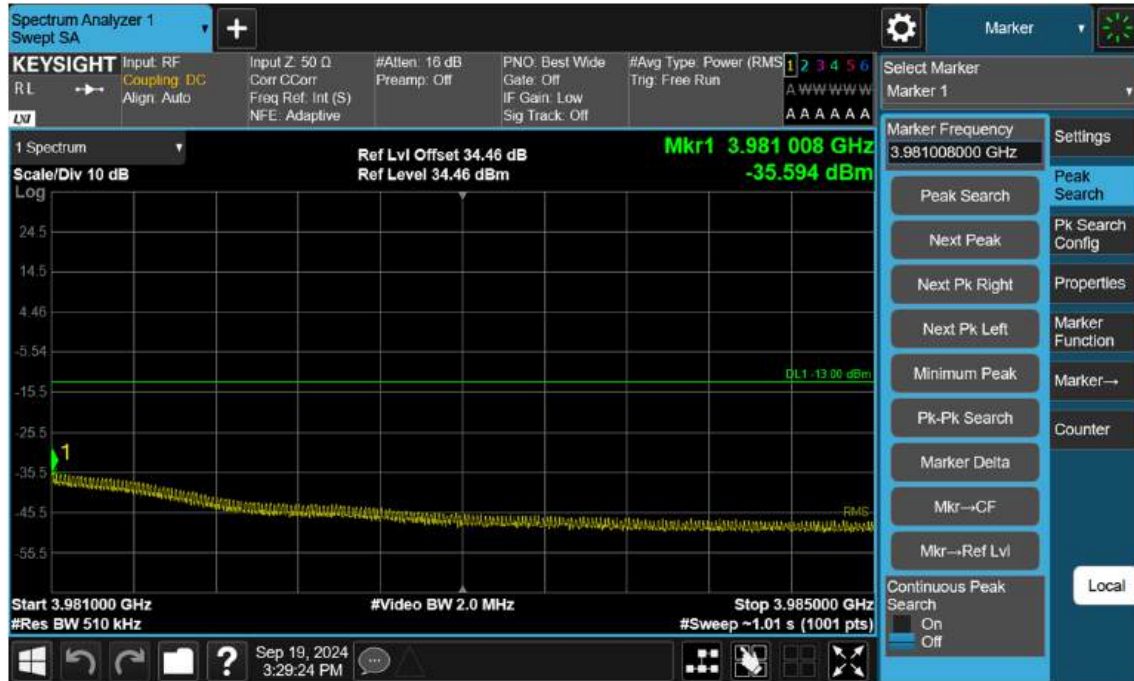 Spectrum Analyzer 1
Swept SA
+
Marker
KEYSIGHT
RL
LXI
Input: RF
Coupling: DC
Align: Auto
Input Z: 50 Ω
Corr CCorr
Freq Ref: Int (S)
NFE: Adaptive
#Atten: 16 dB
Preamp: Off
PNO: Best Wide
Gate: Off
IF Gain: Low
Sig Track: Off
#Avg Type: Power (RMS
Trig: Free Run
1 2 3 4 5 6
A W W W W W
A A A A A A
Select Marker
Marker 1
1 Spectrum
Scale/Div 10 dB
Ref Lvl Offset 34.46 dB
Ref Level 34.46 dBm
Mkr1 3.981 008 GHz
-35.594 dBm
Log
24.5
14.5
4.46
-5.54
-15.5
-25.5
-35.5
-45.5
-55.5
DL1 -13.00 dBm
1
RMS
Start 3.981000 GHz
#Res BW 510 kHz
#Video BW 2.0 MHz
Stop 3.985000 GHz
#Sweep ~1.01 s (1001 pts)
Marker Frequency
3.981008000 GHz
Peak Search
Next Peak
Next Pk Right
Next Pk Left
Minimum Peak
Pk-Pk Search
Marker Delta
Mkr→CF
Mkr→Ref Lvl
Continuous Peak
Search
On
Off
Settings
Peak
Search
Pk Search
Config
Properties
Marker
Function
Marker→
Counter
Local
?
Sep 19, 2024
3:29:24 PM